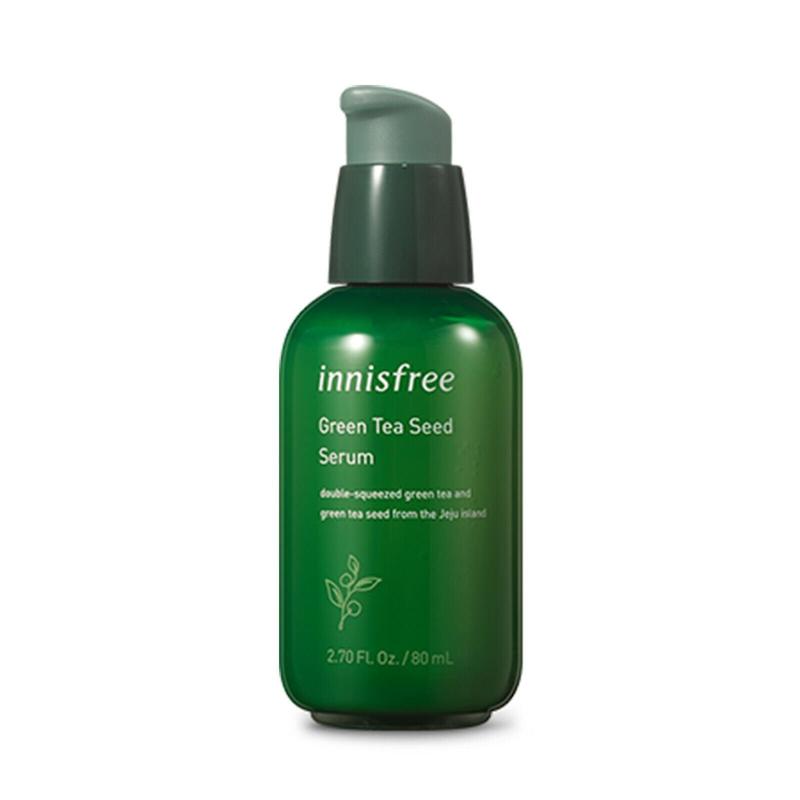 innisfree
Green Tea Seed
Serum
double-squeezed green tea and
green tea seed from the Jeju island
2.70 FL. Oz. / 80 mL